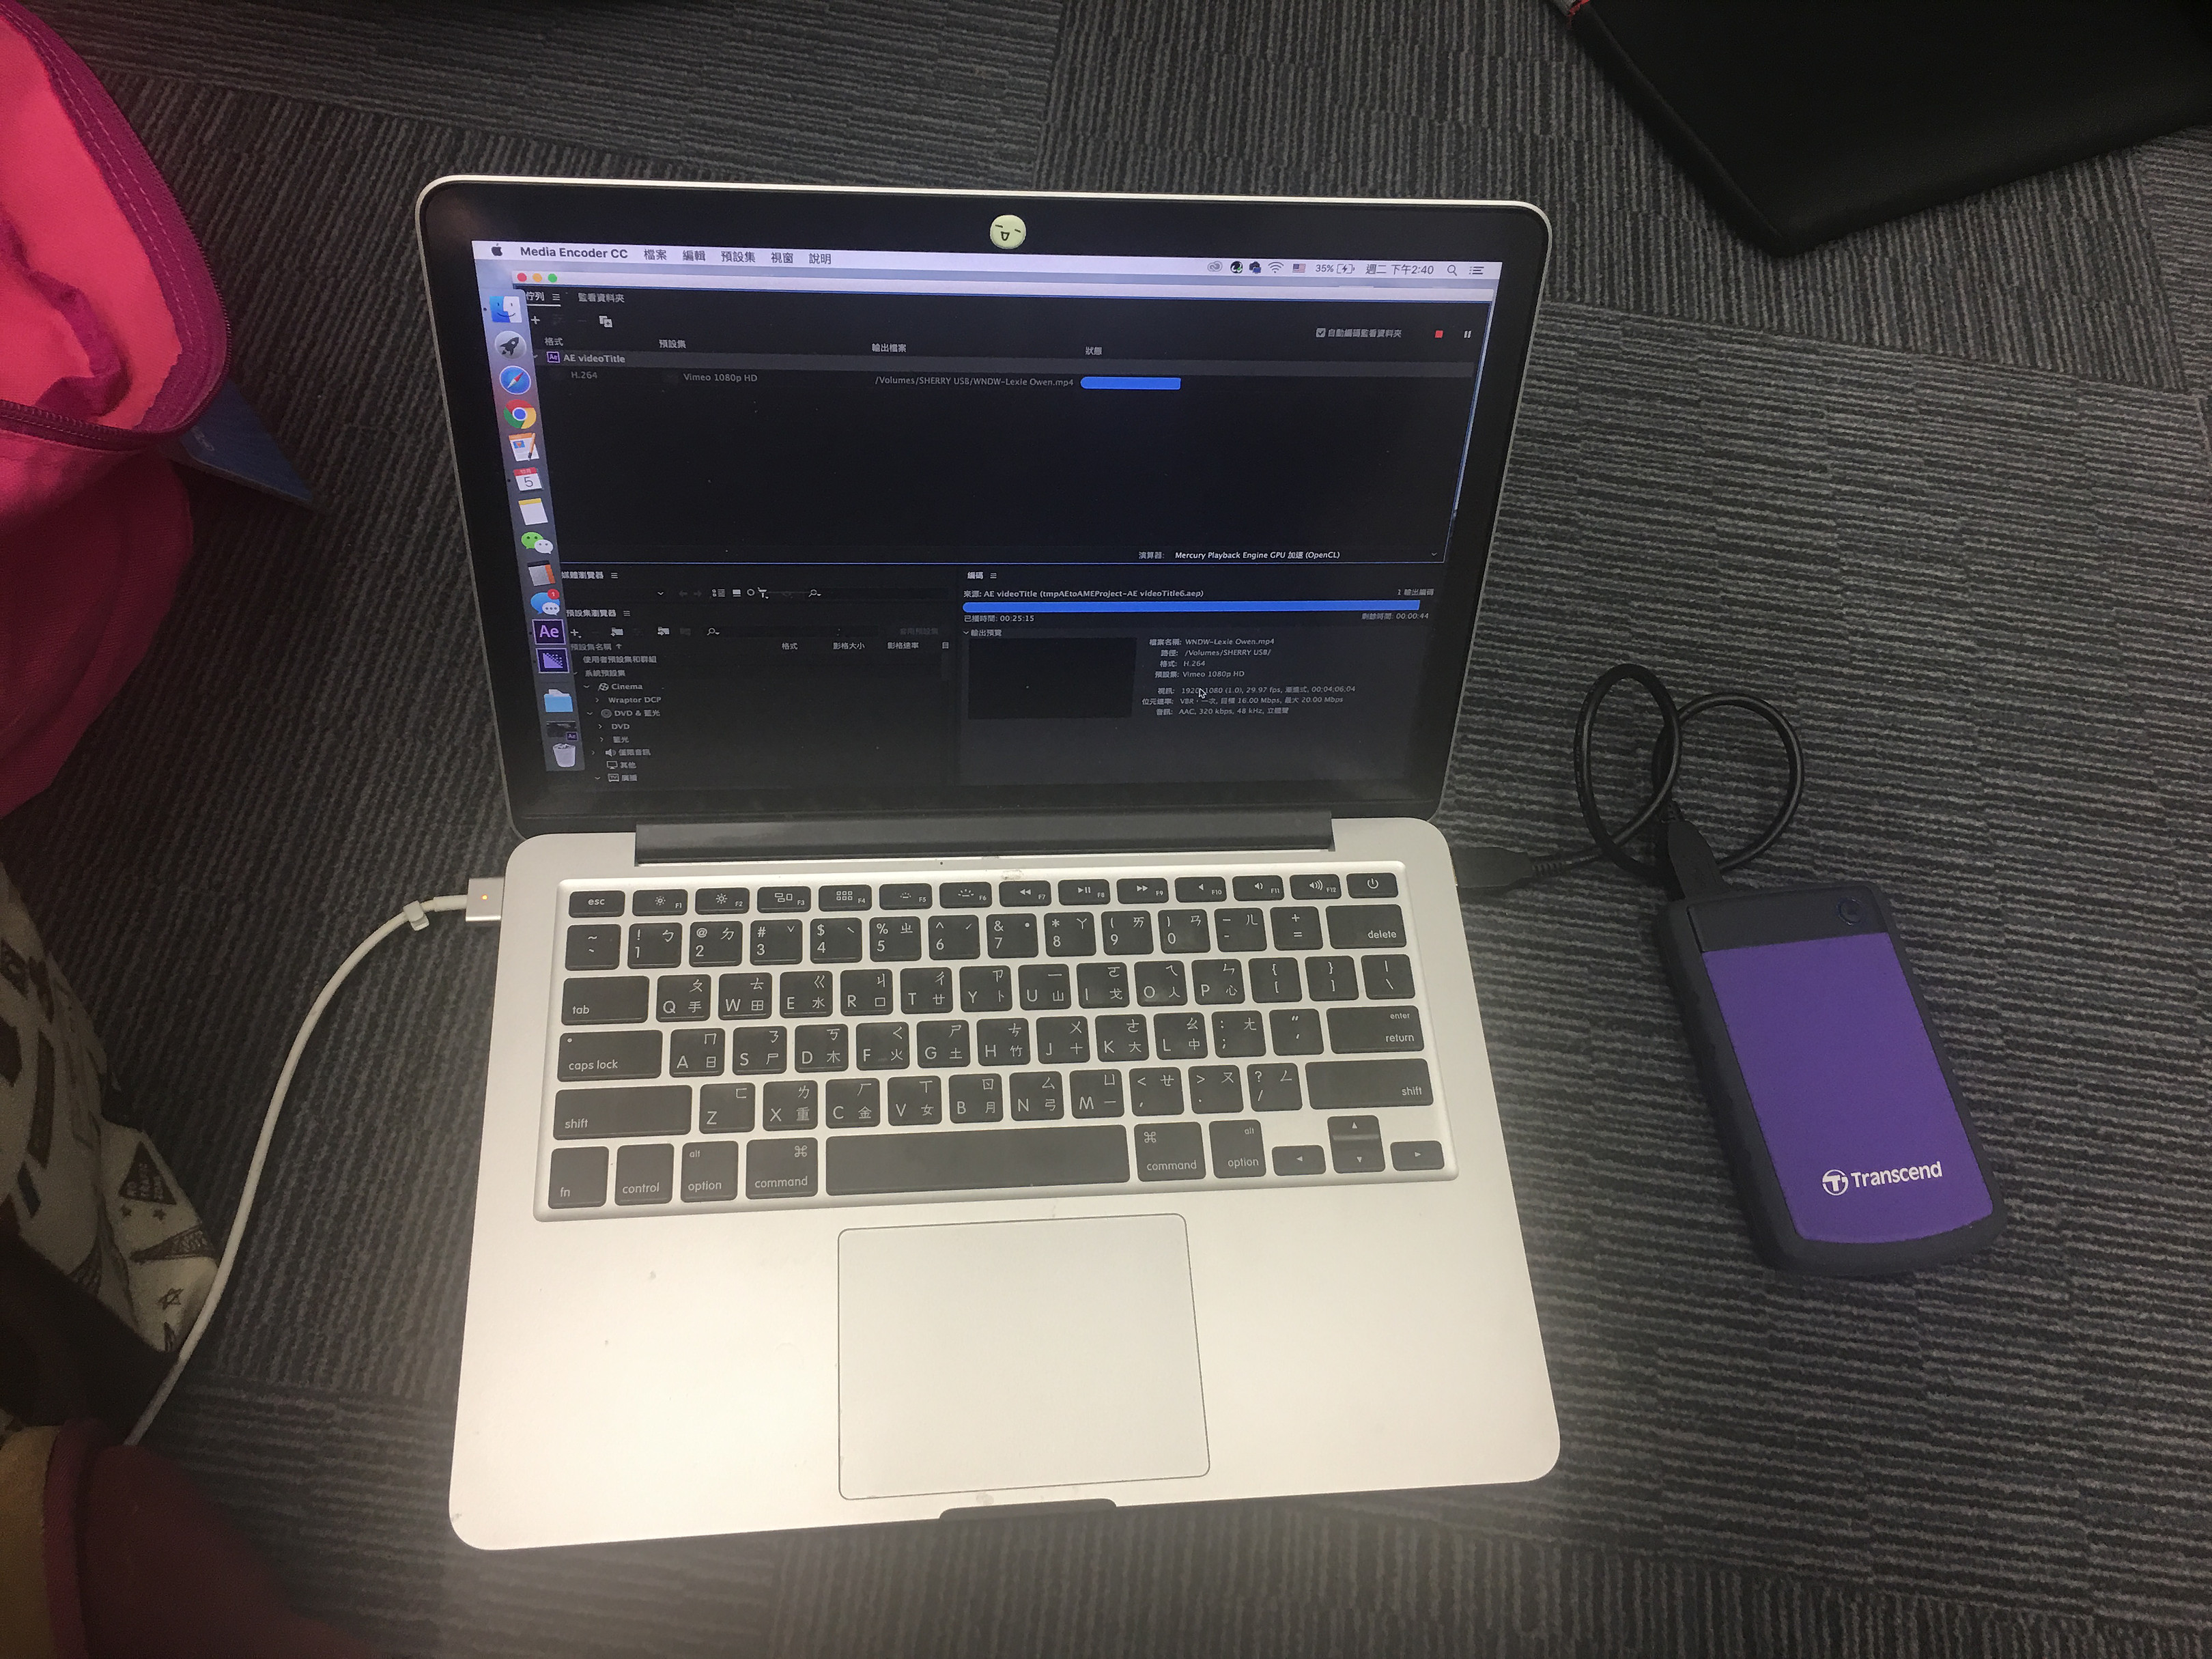 Media Encoder CC 檔案 編輯 預設集 視窗 說明 35% 週二 下午2:40
佇列 監看資料夾
自動編碼監看資料夾
格式 預設集 輸出檔案 狀態
Ae AE videoTitle
H.264 Vimeo 1080p HD /Volumes/SHERRY USB/WNDW-Lexie Owen.mp4
5
1
演算器: Mercury Playback Engine GPU 加速 (OpenCL)
媒體瀏覽器
編碼
來源: AE videoTitle (tmpAEtoAMEProject-AE videoTitle6.aep) 1 輸出編碼
已播時間: 00:25:15 剩餘時間: 00:00:44
輸出預覽
檔案名稱: WNDW-Lexie Owen.mp4
路徑: /Volumes/SHERRY USB/
格式: H.264
預設集: Vimeo 1080p HD
視訊: 1920x1080 (1.0), 29.97 fps, 漸進式, 00:04:06:04
位元速率: VBR, 一次, 目標 16.00 Mbps, 最大 20.00 Mbps
音訊: AAC, 320 kbps, 48 kHz, 立體聲
預設集瀏覽器
Ae
預設集名稱 格式 影格大小 影格速率 目
使用者預設集和群組
系統預設集
Cinema
Wraptor DCP
DVD & 藍光
DVD
藍光
僅限音訊
其他
廣播
esc F1 F2 F3 F4 F5 F6 F7 F8 F9 F10 F11 F12
~ ` ! ㄅ 1 @ ㄉ 2 # ˇ 3 $ ˋ 4 % ㄓ 5 ^ ˊ 6 & ˙ 7 * ㄚ 8 ( ㄞ 9 ) ㄢ 0 – ㄦ - + = delete
tab Q ㄆ 手 W ㄊ 田 E ㄍ 水 R ㄐ 口 T ㄔ 廿 Y ㄗ 卜 U ㄧ 山 I ㄛ 戈 O ㄟ 人 P ㄣ 心 { [ } ] | \
caps lock A ㄇ 日 S ㄋ 尸 D ㄎ 木 F ㄑ 火 G ㄕ 土 H ㄘ 竹 J ㄨ 十 K ㄜ 大 L ㄠ 中 : ㄤ ; " ' enter return
shift Z ㄈ X ㄌ 重 C ㄏ 金 V ㄒ 女 B ㄖ 月 N ㄙ 弓 M ㄩ 一 < ㄝ , > ㄡ . ? ㄥ / shift
fn control alt option ⌘ command ⌘ command alt option
Transcend